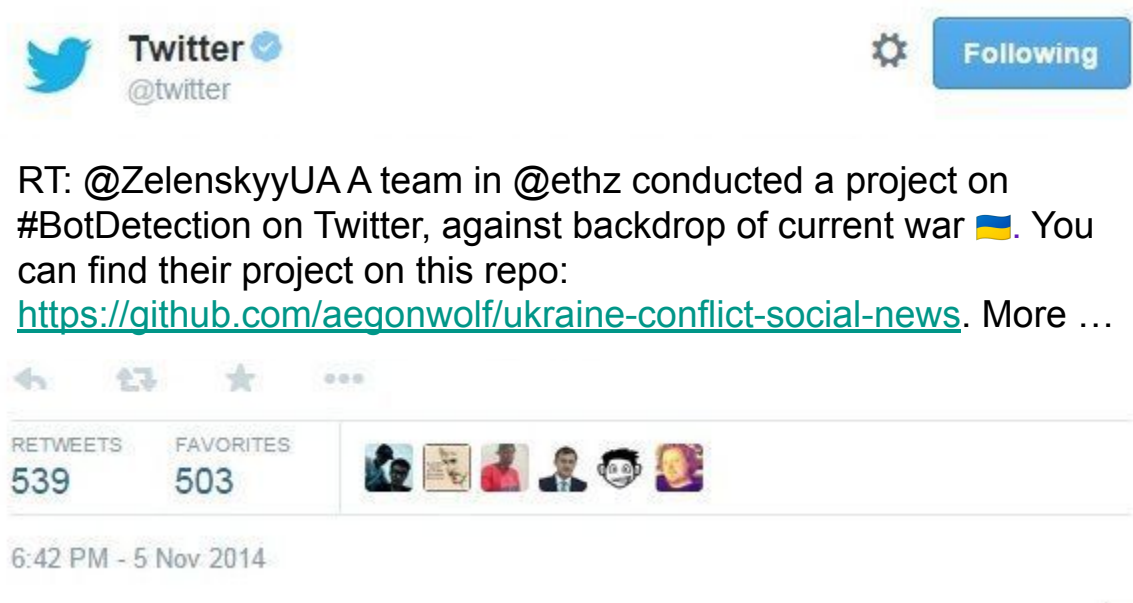 Twitter
@twitter
Following
RT: @ZelenskyyUA A team in @ethz conducted a project on
#BotDetection on Twitter, against backdrop of current war 🇺🇦. You
can find their project on this repo:
https://github.com/aegonwolf/ukraine-conflict-social-news. More …
RETWEETS FAVORITES
539 503
6:42 PM - 5 Nov 2014